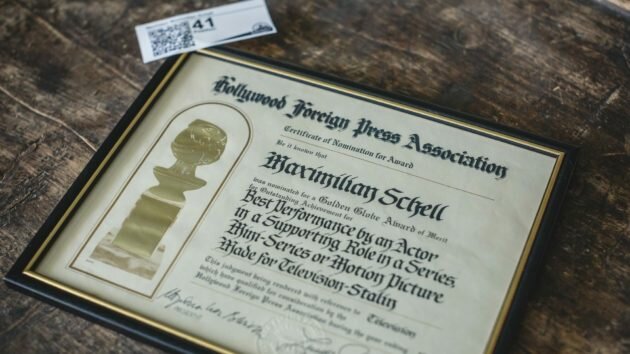 41
Hollywood Foreign Press Association
Certificate of Nomination for Award
Be it known that
Maximilian Schell
was nominated for a Golden Globe Award of Merit
for Outstanding Achievement for
Best Performance by an Actor
in a Supporting Role in a Series,
Mini-Series or Motion Picture
Made for Television-Stalin
This judgment being rendered with reference to Television
which have qualified for consideration by the
Hollywood Foreign Press Association during the year ending